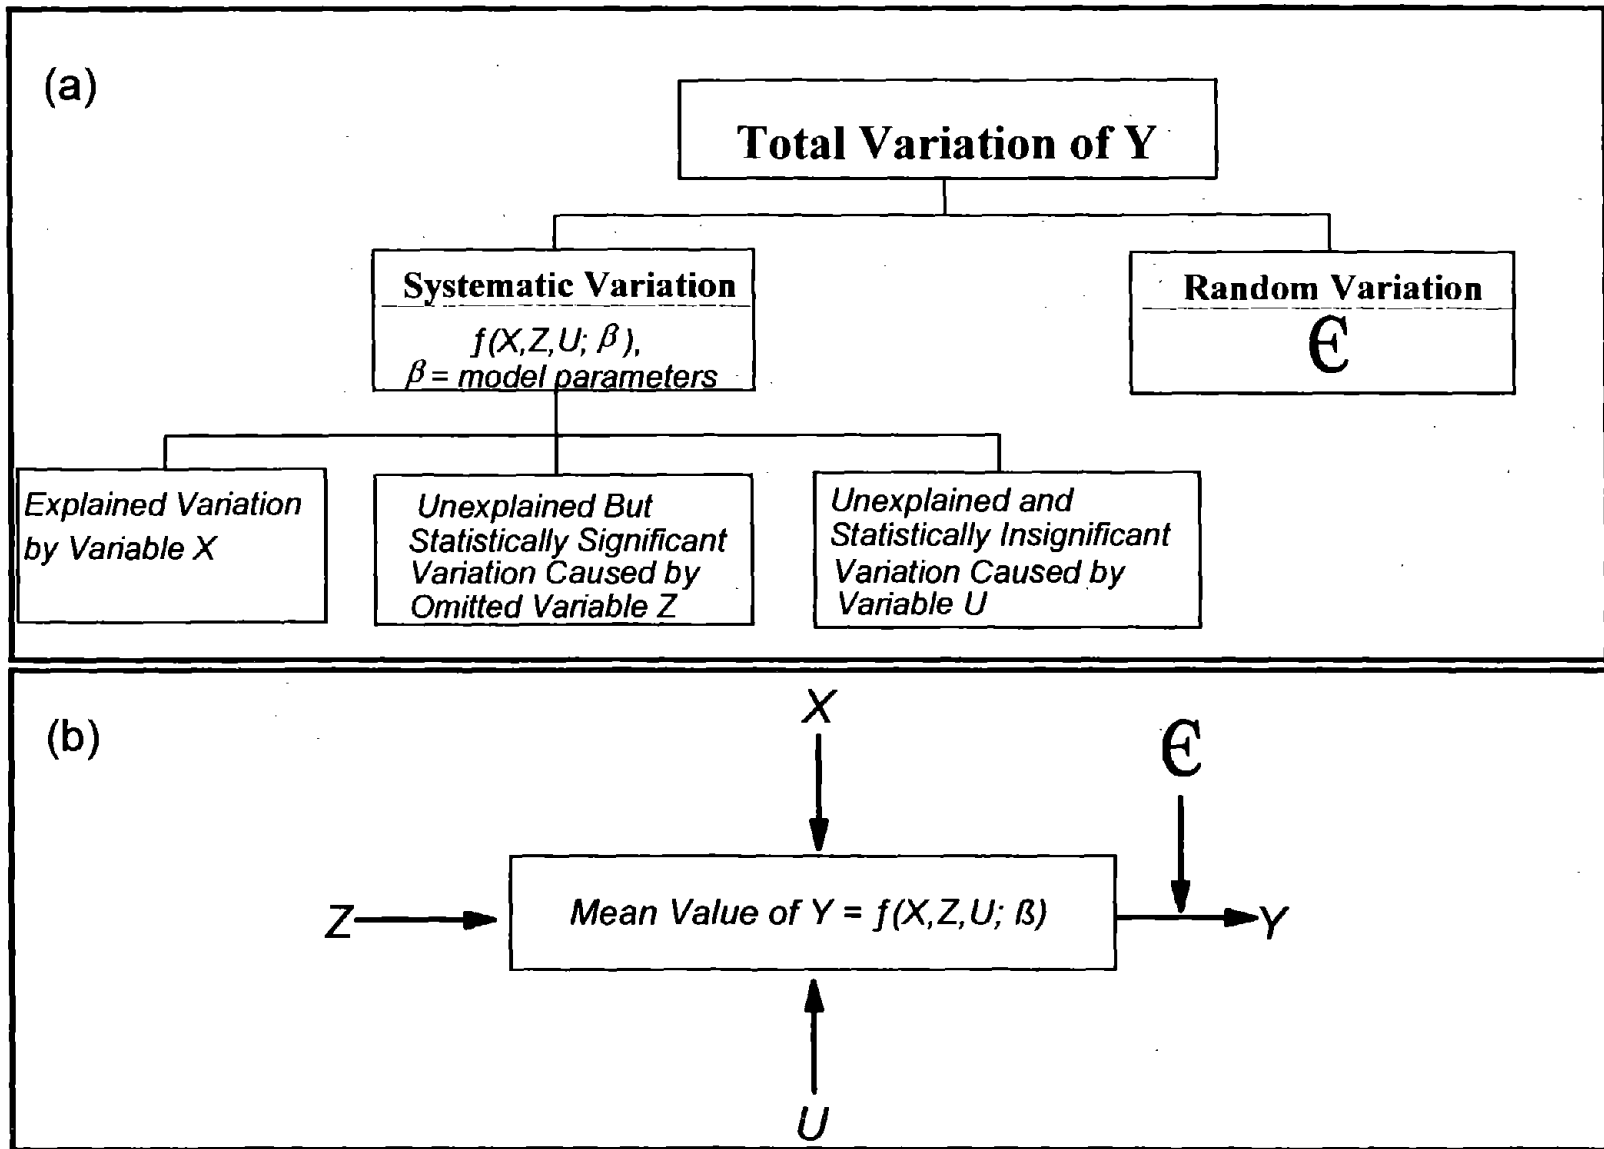 (a)
Total Variation of Y
Systematic Variation
f(X,Z,U; β),
β = model parameters
Random Variation
Є
Explained Variation
by Variable X
Unexplained But
Statistically Significant
Variation Caused by
Omitted Variable Z
Unexplained and
Statistically Insignificant
Variation Caused by
Variable U
(b)
X
Є
Z
Mean Value of Y = f(X,Z,U; ß)
Y
U